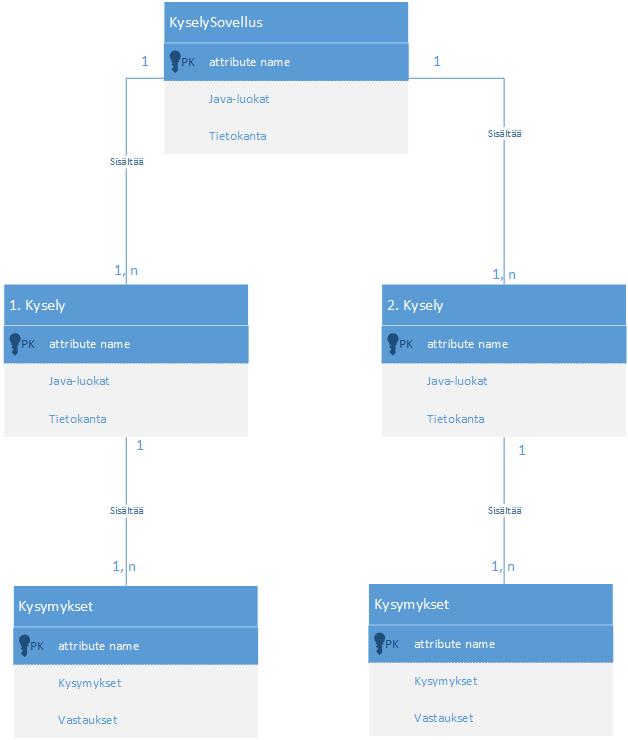 KyselySovellus
PK attribute name
Java-luokat
Tietokanta
1
1
Sisältää
Sisältää
1, n
1, n
1. Kysely
PK attribute name
Java-luokat
Tietokanta
2. Kysely
PK attribute name
Java-luokat
Tietokanta
1
1
Sisältää
Sisältää
1, n
1, n
Kysymykset
PK attribute name
Kysymykset
Vastaukset
Kysymykset
PK attribute name
Kysymykset
Vastaukset